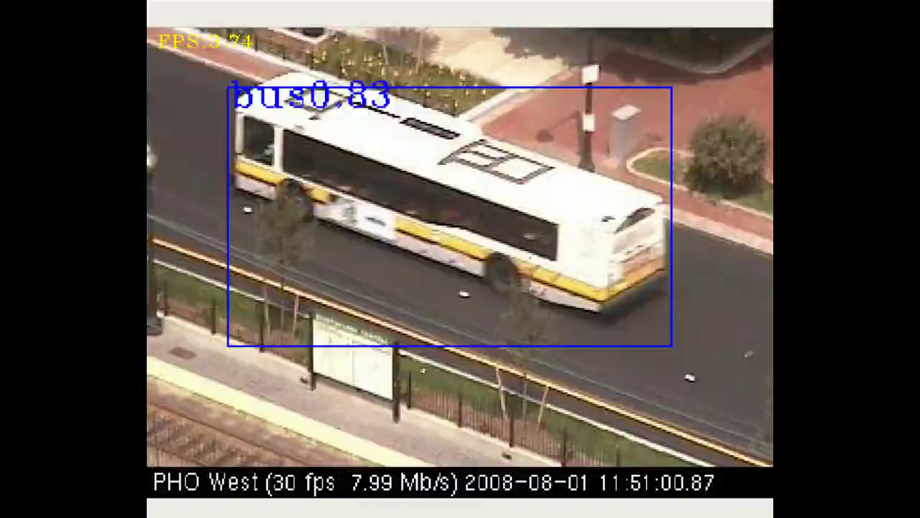 FPS:3.74
bus0.83
PHO West (30 fps 7.99 Mb/s) 2008-08-01 11:51:00.87